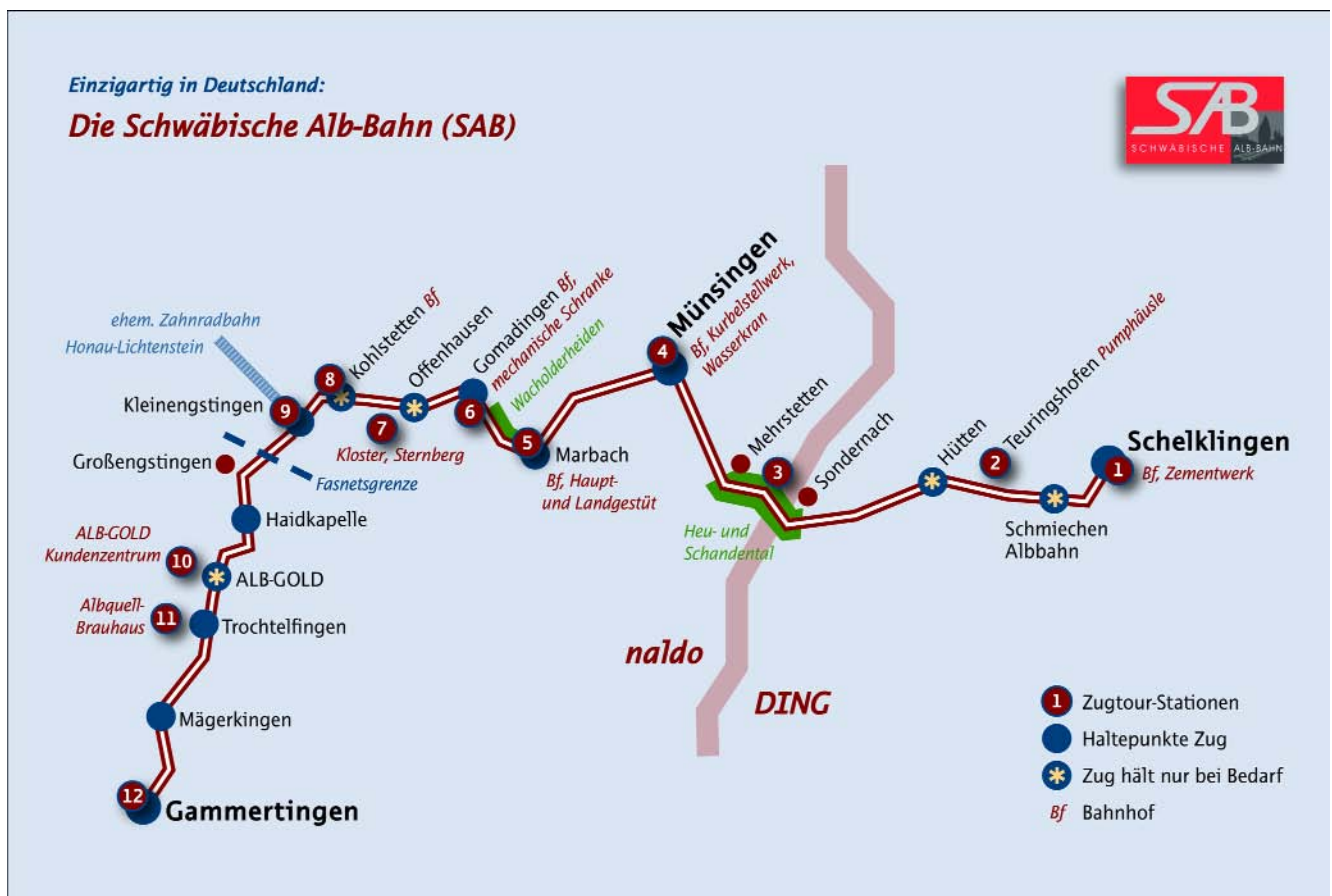 Einzigartig in Deutschland:
Die Schwäbische Alb-Bahn (SAB)
SAB
SCHWÄBISCHE ALB-BAHN
ehem. Zahnradbahn
Honau-Lichtenstein
Kleinengstingen
9
Großengstingen
Fasnetsgrenze
8
Kohlstetten Bf
Offenhausen
7
Kloster, Sternberg
Gomadingen Bf,
mechanische Schranke
6
Wacholderheiden
5
Marbach
Bf, Haupt-
und Landgestüt
4
Münsingen
Bf, Kurbelstellwerk,
Wasserkran
Mehrstetten
3
Sondernach
Heu- und
Schandental
Hütten
2
Teuringshofen Pumphäusle
Schmiechen
Albbahn
Schelklingen
1
Bf, Zementwerk
Haidkapelle
ALB-GOLD
Kundenzentrum
10
ALB-GOLD
Albquell-
Brauhaus
11
Trochtelfingen
Mägerkingen
12
Gammertingen
naldo
DING
1 Zugtour-Stationen
Haltepunkte Zug
Zug hält nur bei Bedarf
Bf Bahnhof